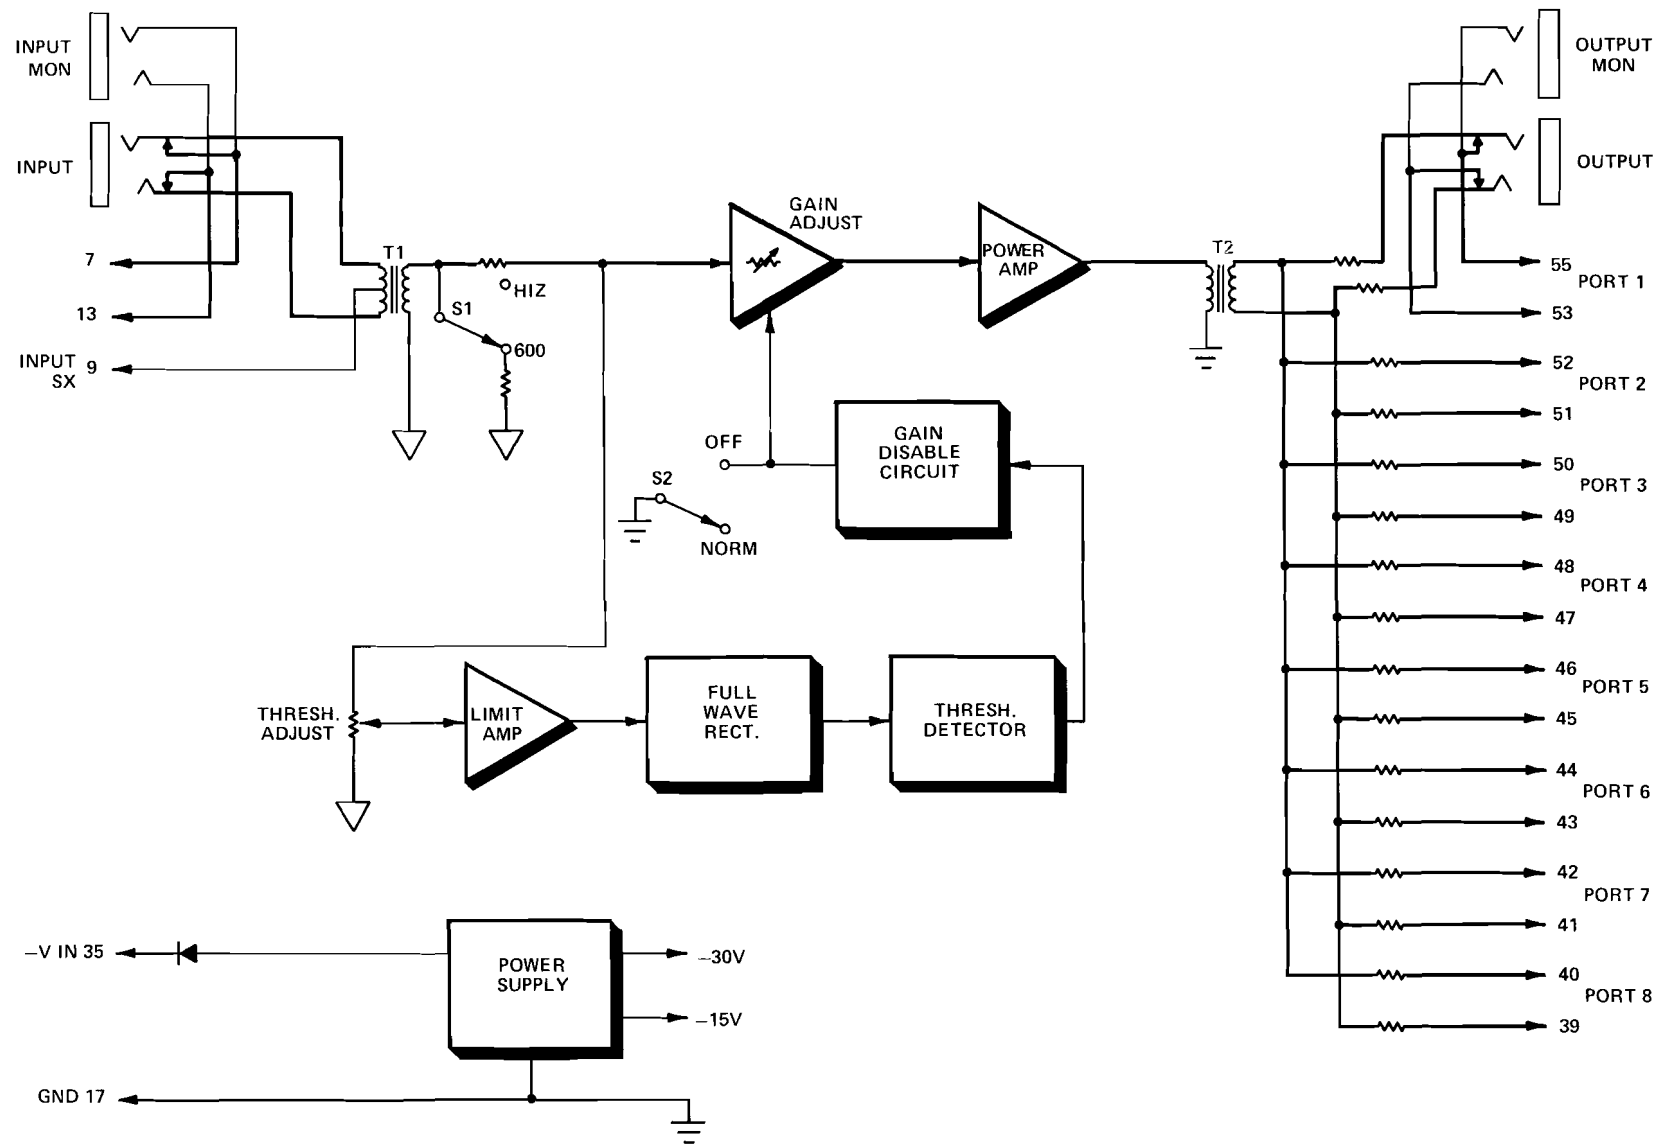 INPUT
MON
INPUT
7
13
INPUT
SX
9
T1
S1
HIZ
600
GAIN
ADJUST
POWER
AMP
T2
OUTPUT
MON
OUTPUT
55
PORT 1
53
52
PORT 2
51
50
PORT 3
49
48
PORT 4
47
46
PORT 5
45
44
PORT 6
43
42
PORT 7
41
40
PORT 8
39
OFF
S2
NORM
GAIN
DISABLE
CIRCUIT
THRESH.
ADJUST
LIMIT
AMP
FULL
WAVE
RECT.
THRESH.
DETECTOR
–V IN 35
POWER
SUPPLY
–30V
–15V
GND 17